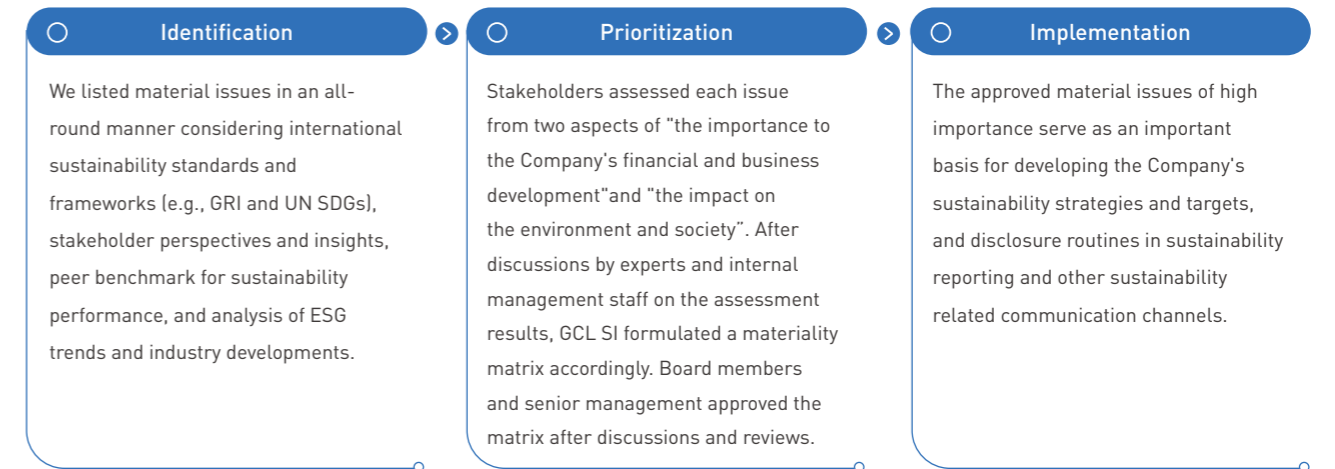 Identification
We listed material issues in an all-
round manner considering international
sustainability standards and
frameworks (e.g., GRI and UN SDGs),
stakeholder perspectives and insights,
peer benchmark for sustainability
performance, and analysis of ESG
trends and industry developments.
Prioritization
Stakeholders assessed each issue
from two aspects of "the importance to
the Company's financial and business
development"and "the impact on
the environment and society”. After
discussions by experts and internal
management staff on the assessment
results, GCL SI formulated a materiality
matrix accordingly. Board members
and senior management approved the
matrix after discussions and reviews.
Implementation
The approved material issues of high
importance serve as an important
basis for developing the Company's
sustainability strategies and targets,
and disclosure routines in sustainability
reporting and other sustainability
related communication channels.